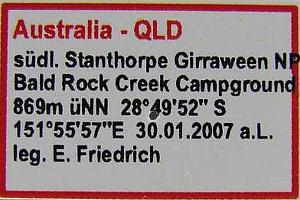 Australia - QLD
südl. Stanthorpe Girraween NP
Bald Rock Creek Campground
869m üNN 28°49'52" S
151°55'57"E 30.01.2007 a.L.
leg. E. Friedrich